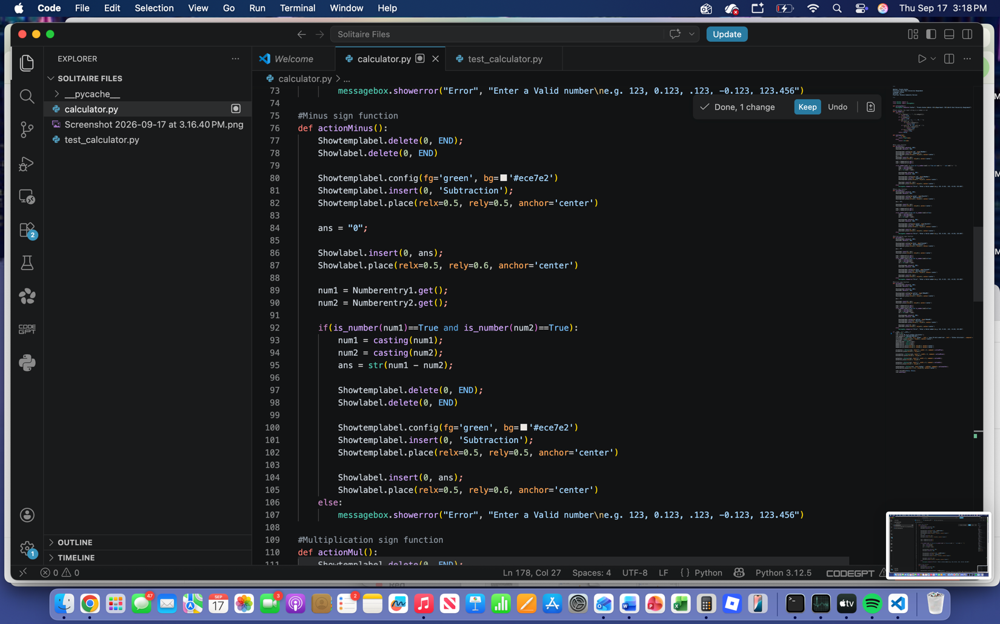 Code File Edit Selection View Go Run Terminal Window Help
Thu Sep 17 3:18 PM
Solitaire Files
Update
EXPLORER
Welcome
calculator.py
test_calculator.py
SOLITAIRE FILES
__pycache__
calculator.py
Screenshot 2026-09-17 at 3.16.40 PM.png
test_calculator.py
calculator.py > ...
Done, 1 change
Keep
Undo
73 messagebox.showerror("Error", "Enter a Valid number\ne.g. 123, 0.123, .123, -0.123, 123.456")
74
75 #Minus sign function
76 def actionMinus():
77 Showtemplabel.delete(0, END);
78 Showlabel.delete(0, END)
79
80 Showtemplabel.config(fg='green', bg='#ece7e2')
81 Showtemplabel.insert(0, 'Subtraction');
82 Showtemplabel.place(relx=0.5, rely=0.5, anchor='center')
83
84 ans = "0";
85
86 Showlabel.insert(0, ans);
87 Showlabel.place(relx=0.5, rely=0.6, anchor='center')
88
89 num1 = Numberentry1.get();
90 num2 = Numberentry2.get();
91
92 if(is_number(num1)==True and is_number(num2)==True):
93 num1 = casting(num1);
94 num2 = casting(num2);
95 ans = str(num1 - num2);
96
97 Showtemplabel.delete(0, END);
98 Showlabel.delete(0, END)
99
100 Showtemplabel.config(fg='green', bg='#ece7e2')
101 Showtemplabel.insert(0, 'Subtraction');
102 Showtemplabel.place(relx=0.5, rely=0.5, anchor='center')
103
104 Showlabel.insert(0, ans);
105 Showlabel.place(relx=0.5, rely=0.6, anchor='center')
106 else:
107 messagebox.showerror("Error", "Enter a Valid number\ne.g. 123, 0.123, .123, -0.123, 123.456")
108
109 #Multiplication sign function
110 def actionMul():
111 Showtemplabel.delete(0, END);
2
CODE
GPT
1
OUTLINE
TIMELINE
0 0
Ln 178, Col 27
Spaces: 4
UTF-8
LF
{ } Python
Python 3.12.5
CODEGPT
47
SEP
17
3
2
tv